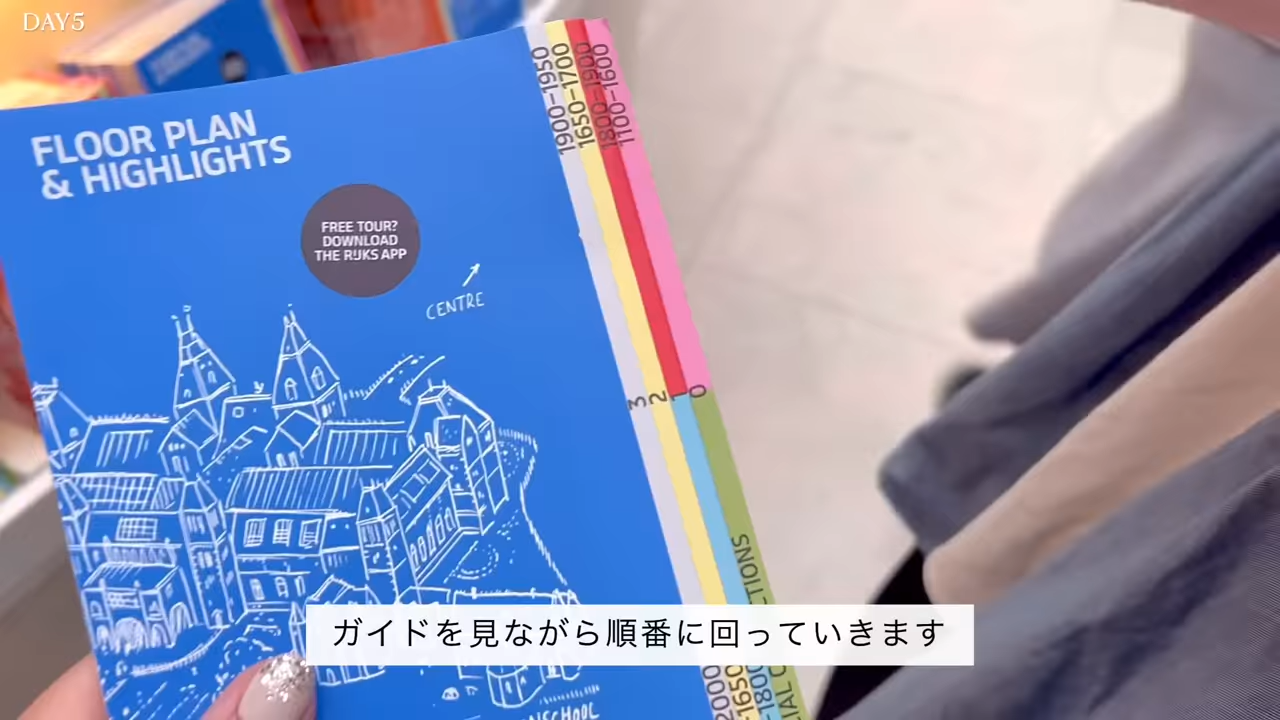 DAY5
FLOOR PLAN
& HIGHLIGHTS
FREE TOUR?
DOWNLOAD
THE RIJKS APP
CENTRE
1900–1950
1650–1700
1800–1900
1100–1600
3
2
1
0
ガイドを見ながら順番に回っていきます